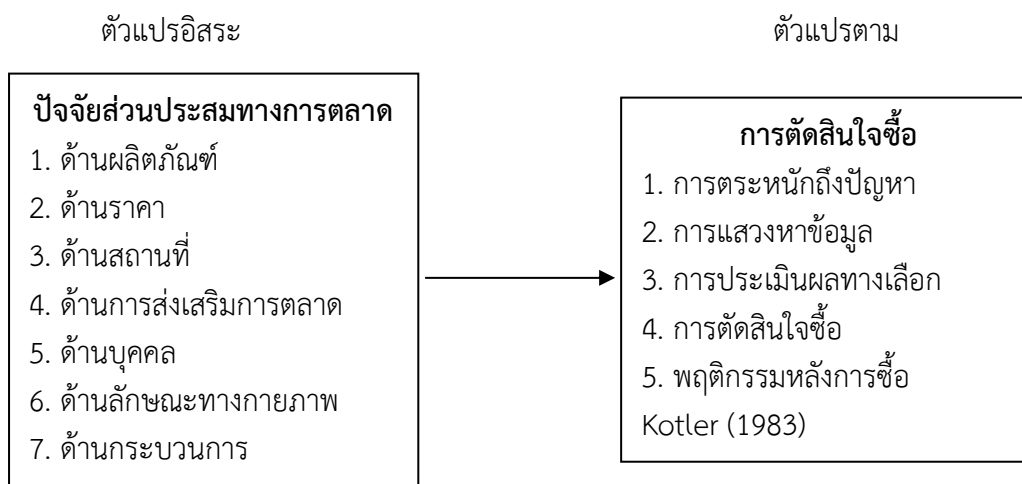 ตัวแปรอิสระ
ตัวแปรตาม
ปัจจัยส่วนประสมทางการตลาด
1. ด้านผลิตภัณฑ์
2. ด้านราคา
3. ด้านสถานที่
4. ด้านการส่งเสริมการตลาด
5. ด้านบุคคล
6. ด้านลักษณะทางกายภาพ
7. ด้านกระบวนการ
การตัดสินใจซื้อ
1. การตระหนักถึงปัญหา
2. การแสวงหาข้อมูล
3. การประเมินผลทางเลือก
4. การตัดสินใจซื้อ
5. พฤติกรรมหลังการซื้อ
Kotler (1983)